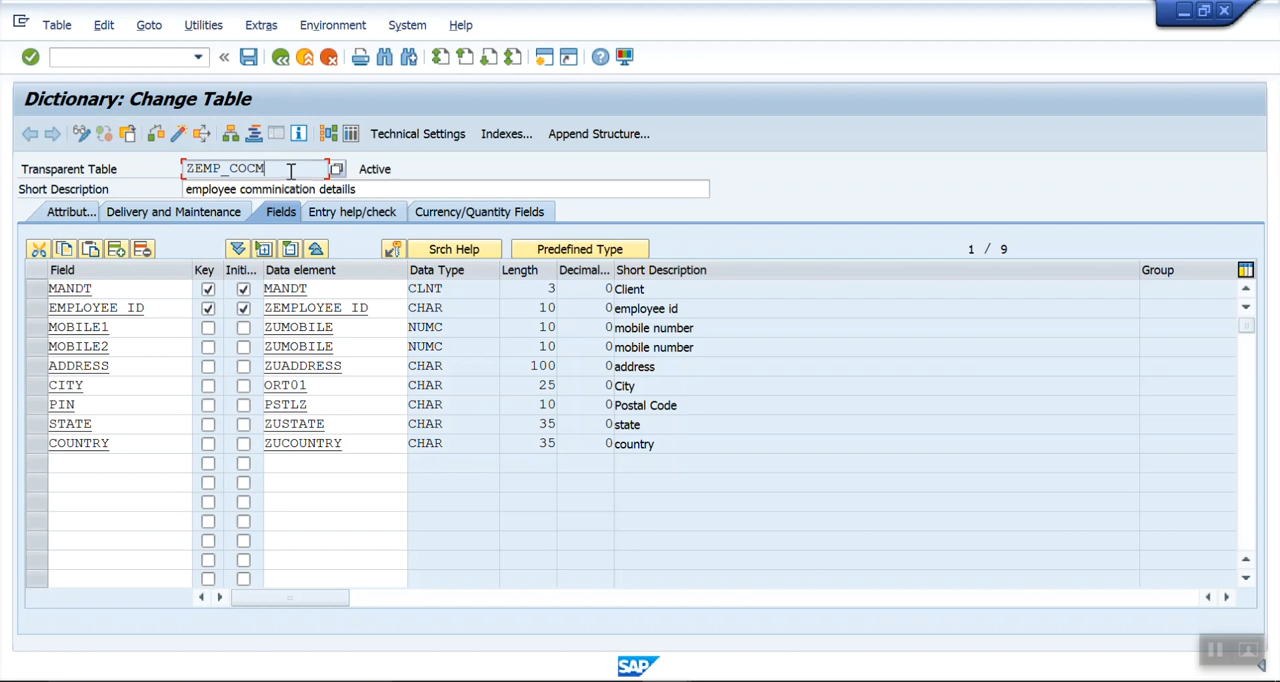 Table Edit Goto Utilities Extras Environment System Help
Dictionary: Change Table
Technical Settings Indexes... Append Structure...
Transparent Table ZEMP_COCM Active
Short Description employee comminication detaills
Attribut... Delivery and Maintenance Fields Entry help/check Currency/Quantity Fields
Srch Help Predefined Type 1 / 9
Field Key Initi... Data element Data Type Length Decimal... Short Description Group
MANDT MANDT CLNT 3 0 Client
EMPLOYEE_ID ZEMPLOYEE_ID CHAR 10 0 employee id
MOBILE1 ZUMOBILE NUMC 10 0 mobile number
MOBILE2 ZUMOBILE NUMC 10 0 mobile number
ADDRESS ZUADDRESS CHAR 100 0 address
CITY ORT01 CHAR 25 0 City
PIN PSTLZ CHAR 10 0 Postal Code
STATE ZUSTATE CHAR 35 0 state
COUNTRY ZUCOUNTRY CHAR 35 0 country
SAP